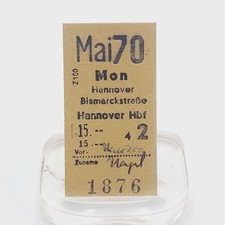 Mai70
Z100
Mon
Hannover
Bismarckstraße
Hannover Hbf
15.-- 4 2
15.--
Vor-
Zuname
1876